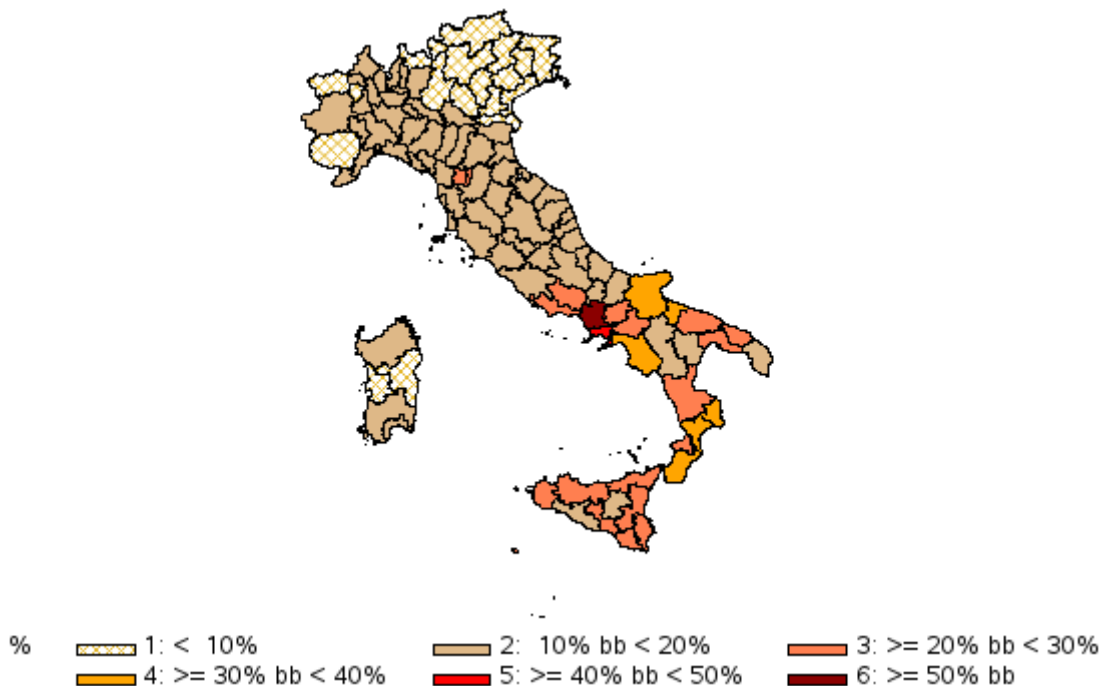 % 1: < 10% 2: 10% bb < 20% 3: >= 20% bb < 30%
4: >= 30% bb < 40% 5: >= 40% bb < 50% 6: >= 50% bb